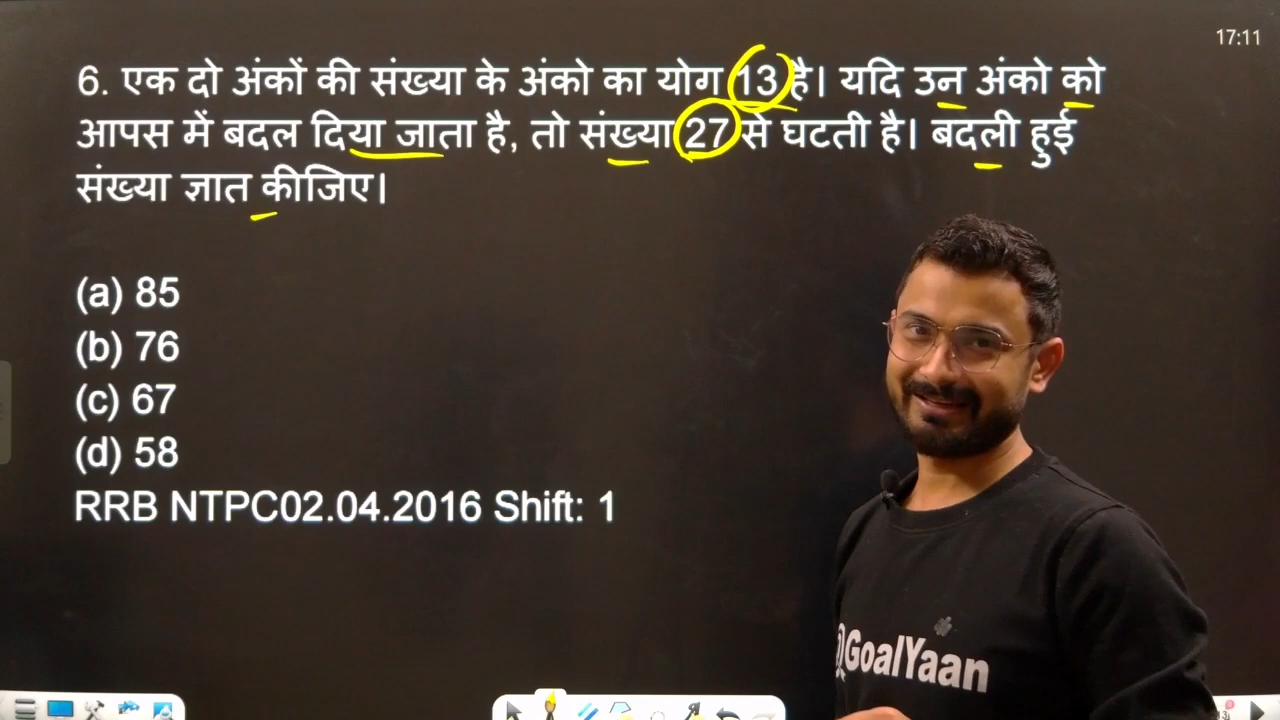 17:11
6. एक दो अंकों की संख्या के अंको का योग 13 है। यदि उन अंको को
आपस में बदल दिया जाता है, तो संख्या 27 से घटती है। बदली हुई
संख्या ज्ञात कीजिए।
(a) 85
(b) 76
(c) 67
(d) 58
RRB NTPC02.04.2016 Shift: 1
@GoalYaan